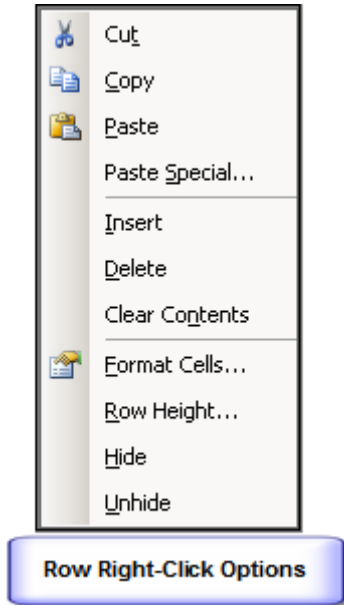 Cut
Copy
Paste
Paste Special...
Insert
Delete
Clear Contents
Format Cells...
Row Height...
Hide
Unhide
Row Right-Click Options